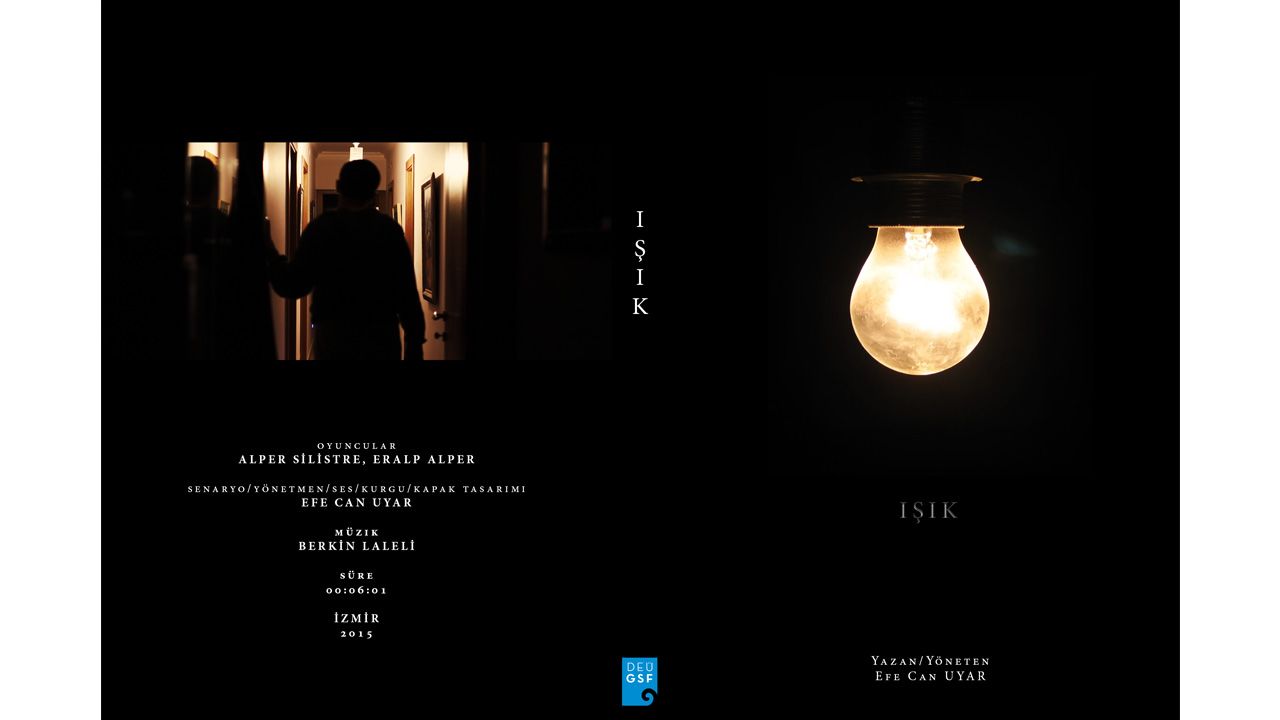 OYUNCULAR
ALPER SİLİSTRE, ERALP ALPER
SENARYO/YÖNETMEN/SES/KURGU/KAPAK TASARIMI
EFE CAN UYAR
MÜZIK
BERKİN LALELİ
SÜRE
00:06:01
İZMİR
2015
I
Ş
I
K
DEÜ
GSF
IŞIK
Yazan/Yöneten
Efe Can UYAR